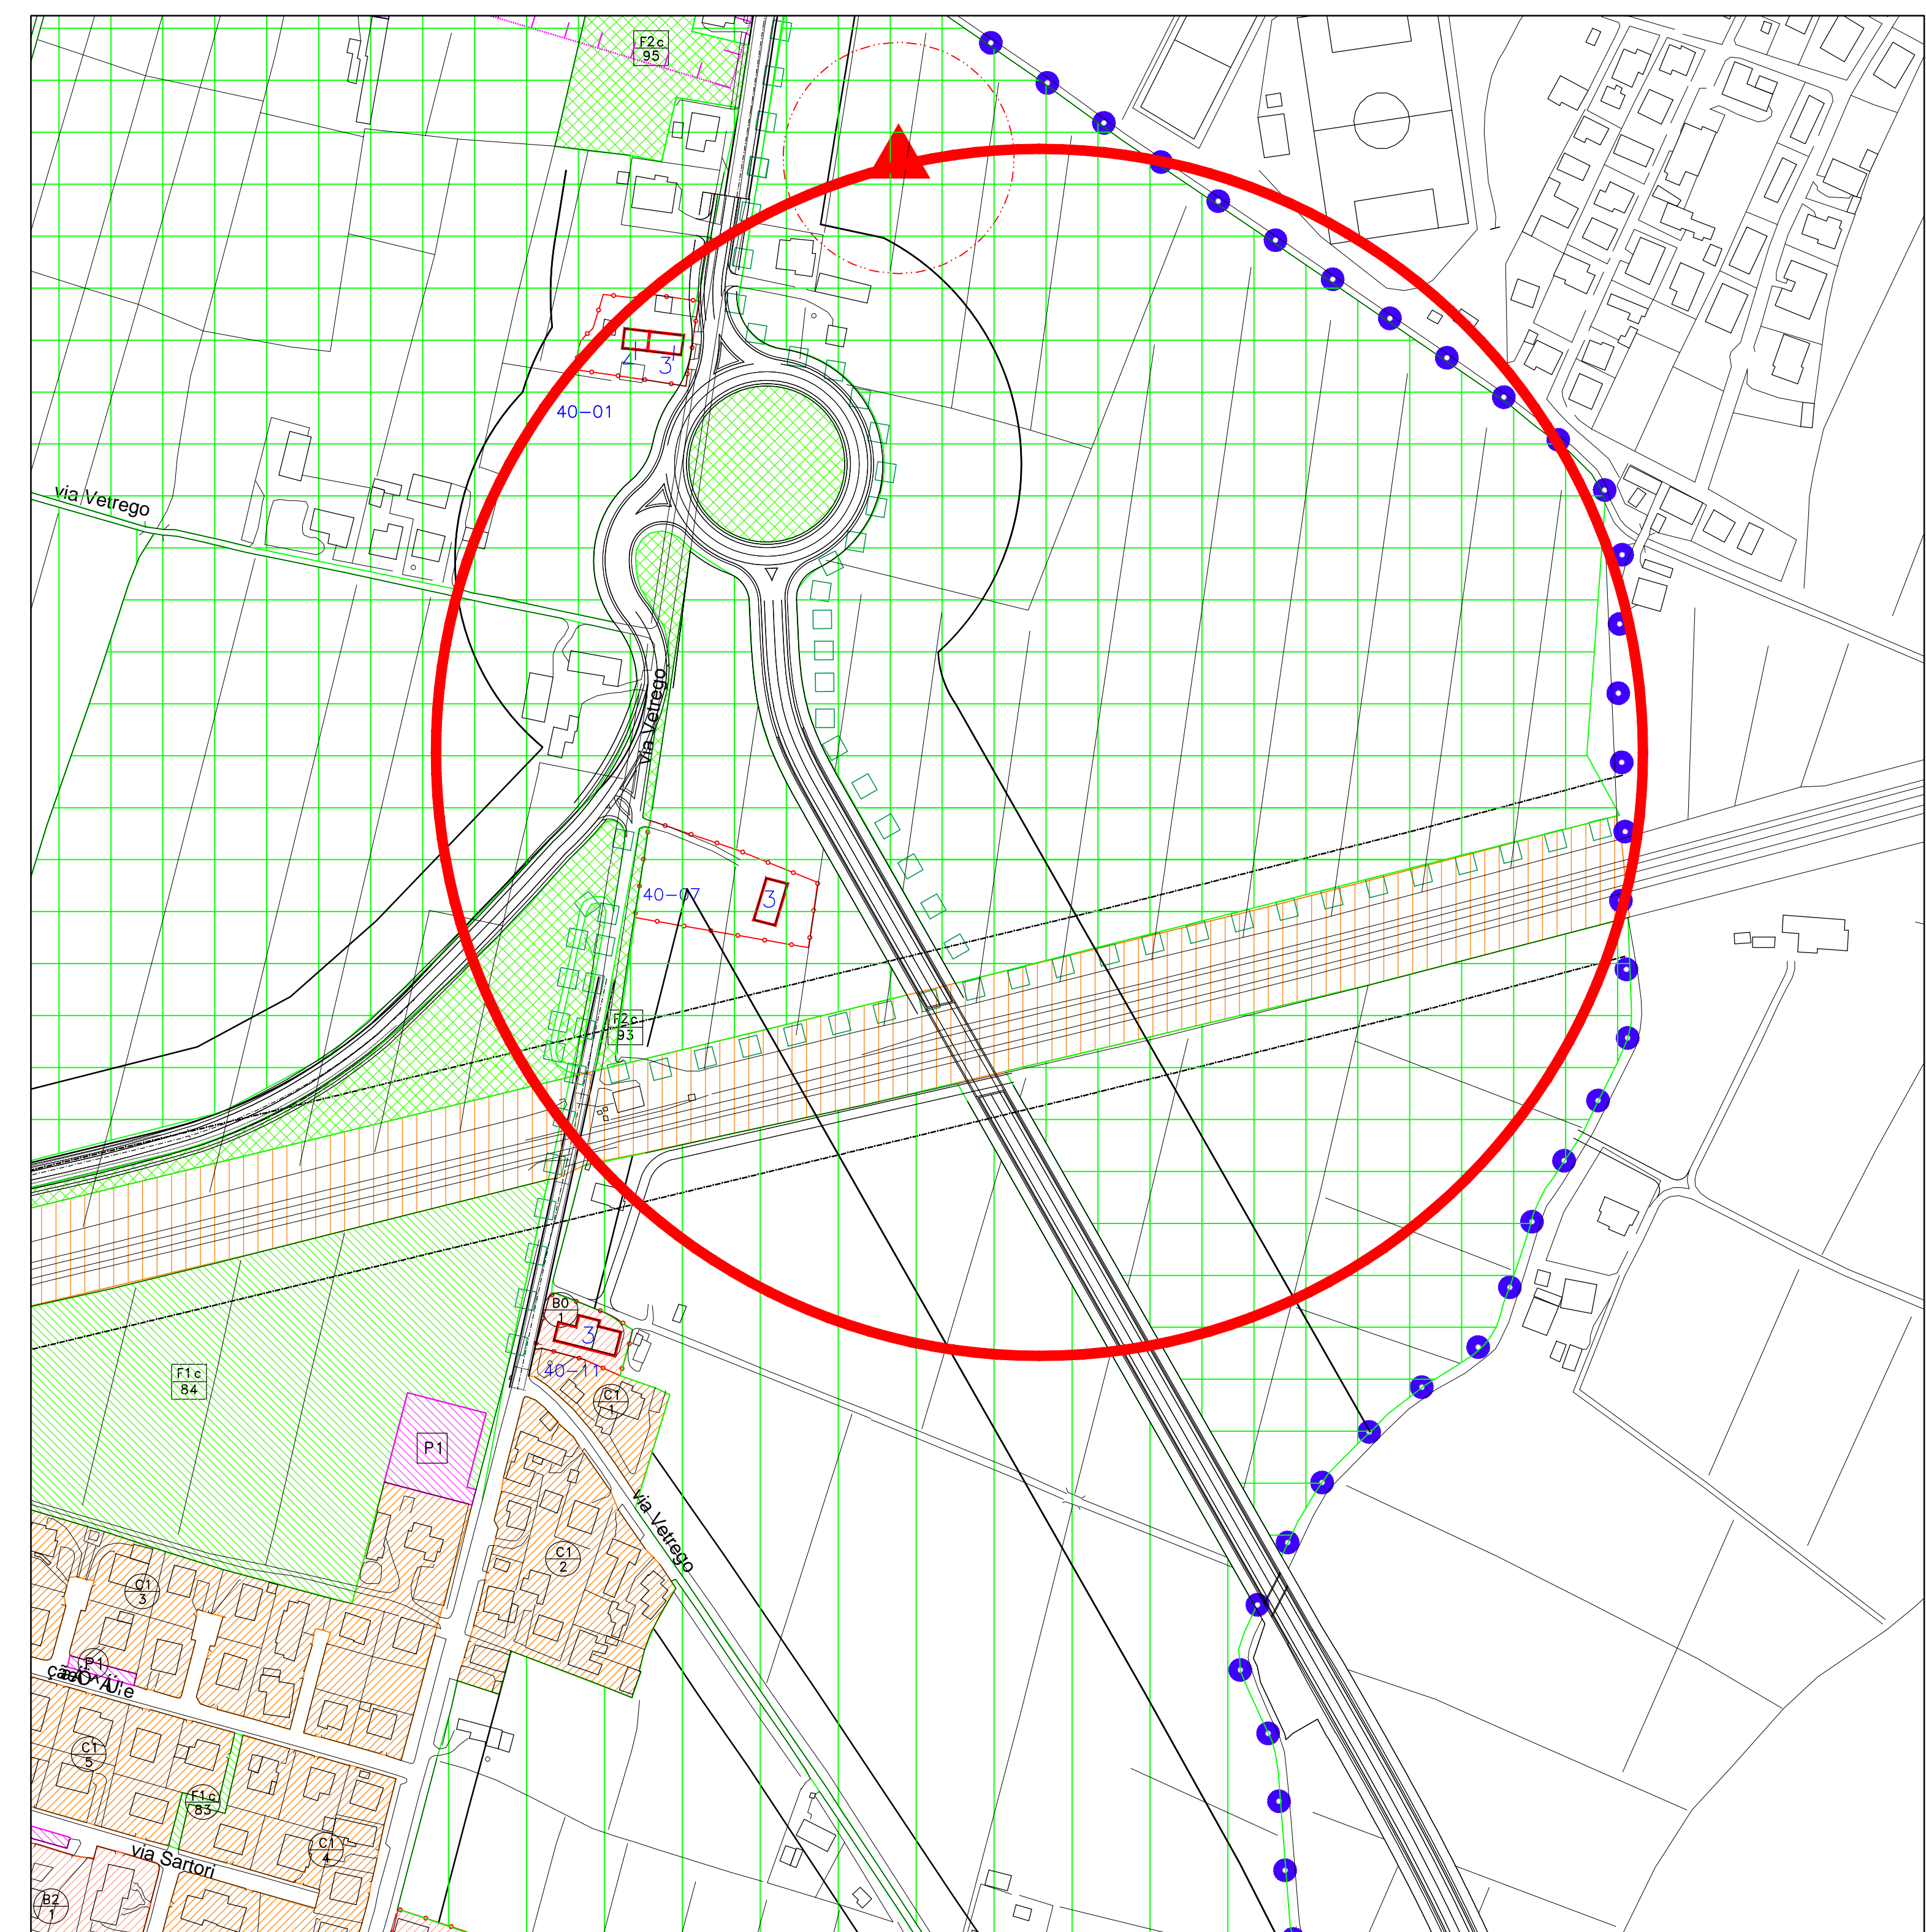 F2c
95
4 3
40-01
via Vetrego
via Vetrego
40-07
3
F2c
93
B0
1
3
40-11
F1c
84
C1
1
P1
via Vetrego
C1
2
C1
3
P1
C1
5
F1c
83
C1
4
via Sartori
B2
1